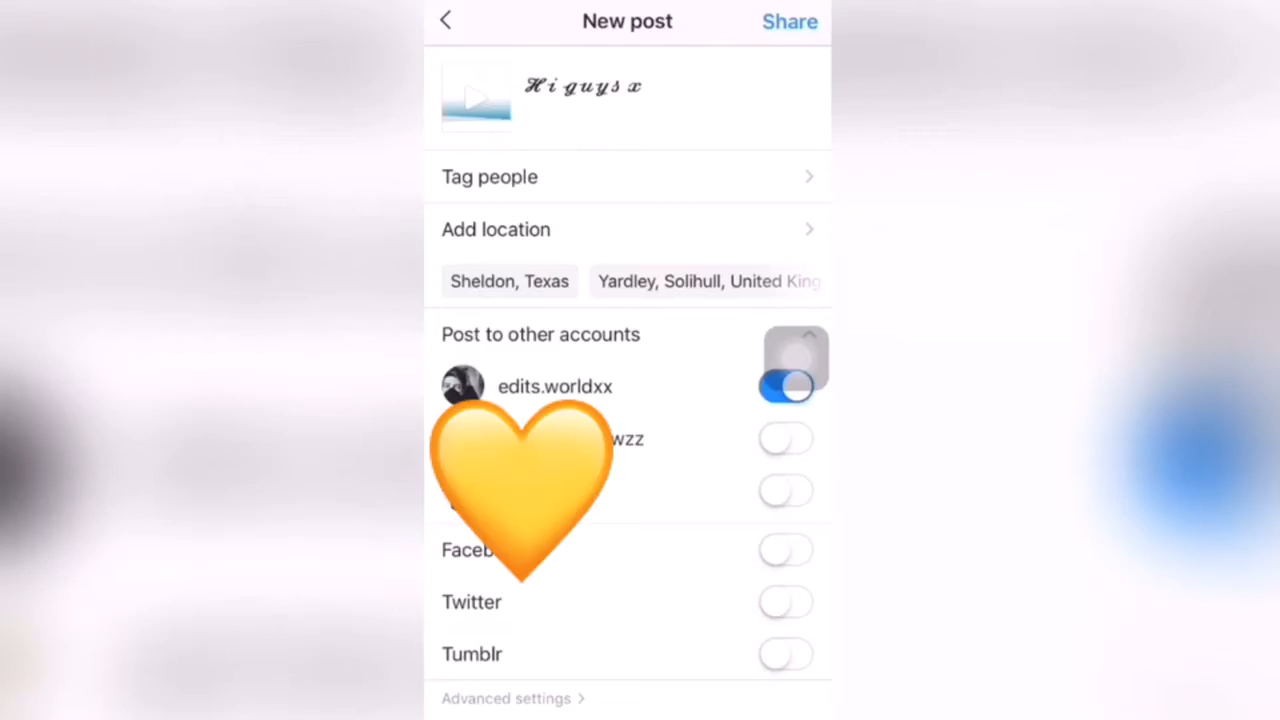 New post
Share
𝓗𝓲 𝓰𝓾𝔂𝓼 𝔁
Tag people
Add location
Sheldon, Texas
Yardley, Solihull, United King
Post to other accounts
edits.worldxx
wzz
Faceb
Twitter
Tumblr
Advanced settings